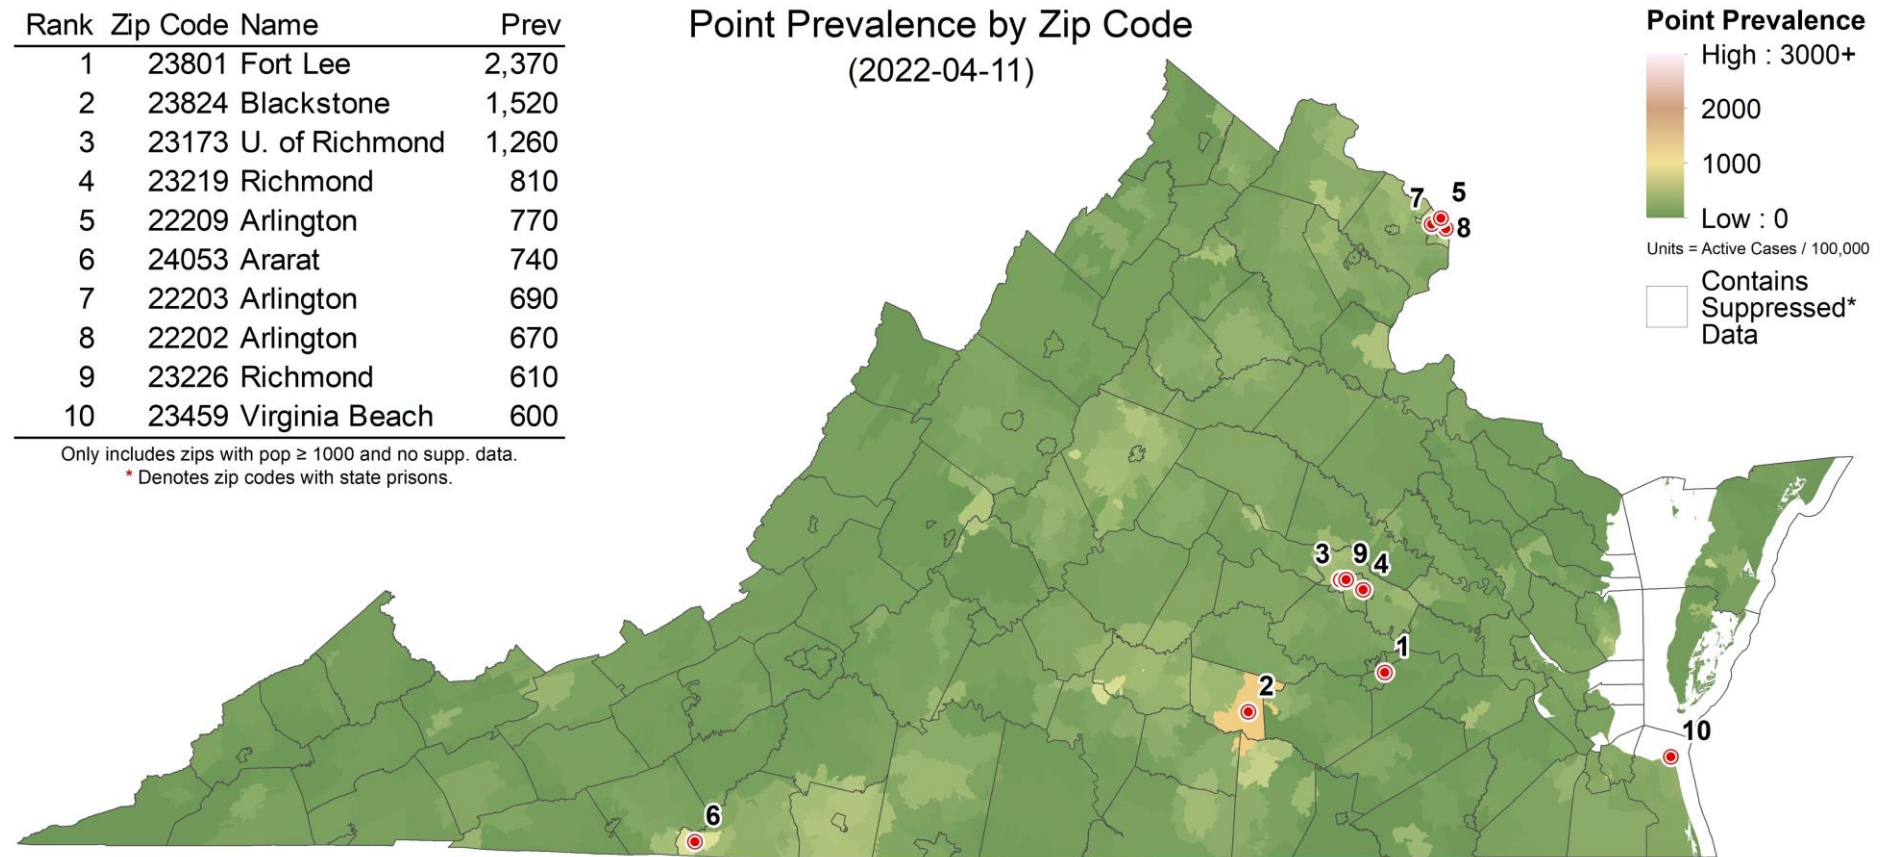 Rank Zip Code Name Prev
1 23801 Fort Lee 2,370
2 23824 Blackstone 1,520
3 23173 U. of Richmond 1,260
4 23219 Richmond 810
5 22209 Arlington 770
6 24053 Ararat 740
7 22203 Arlington 690
8 22202 Arlington 670
9 23226 Richmond 610
10 23459 Virginia Beach 600
Only includes zips with pop ≥ 1000 and no supp. data.
* Denotes zip codes with state prisons.
Point Prevalence by Zip Code
(2022-04-11)
Point Prevalence
High : 3000+
2000
1000
Low : 0
Units = Active Cases / 100,000
Contains
Suppressed*
Data
7 5
8
3 9 4
1
2
10
6